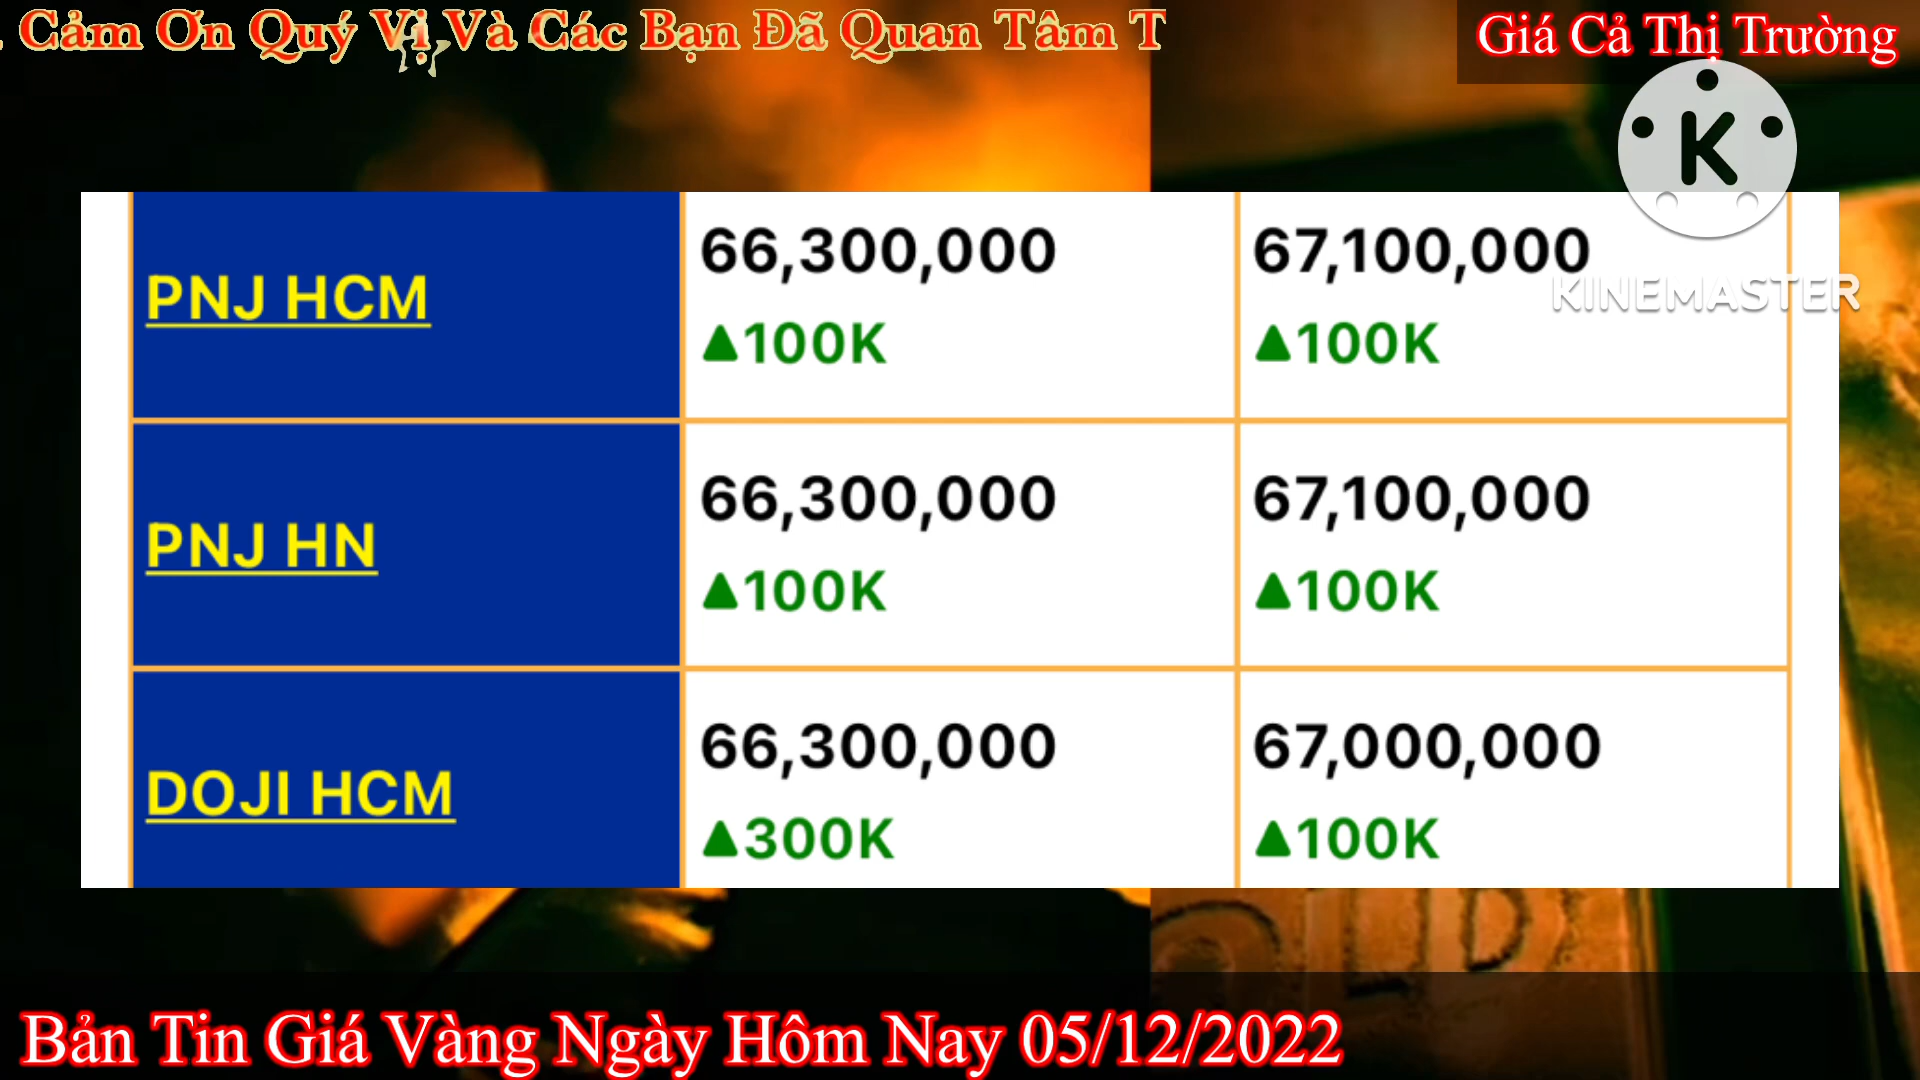 . Cảm Ơn Quý Vị Và Các Bạn Đã Quan Tâm T
Giá Cả Thị Trường
K
KINEMASTER
PNJ HCM 66,300,000 67,100,000
▲100K ▲100K
PNJ HN 66,300,000 67,100,000
▲100K ▲100K
DOJI HCM 66,300,000 67,000,000
▲300K ▲100K
Bản Tin Giá Vàng Ngày Hôm Nay 05/12/2022